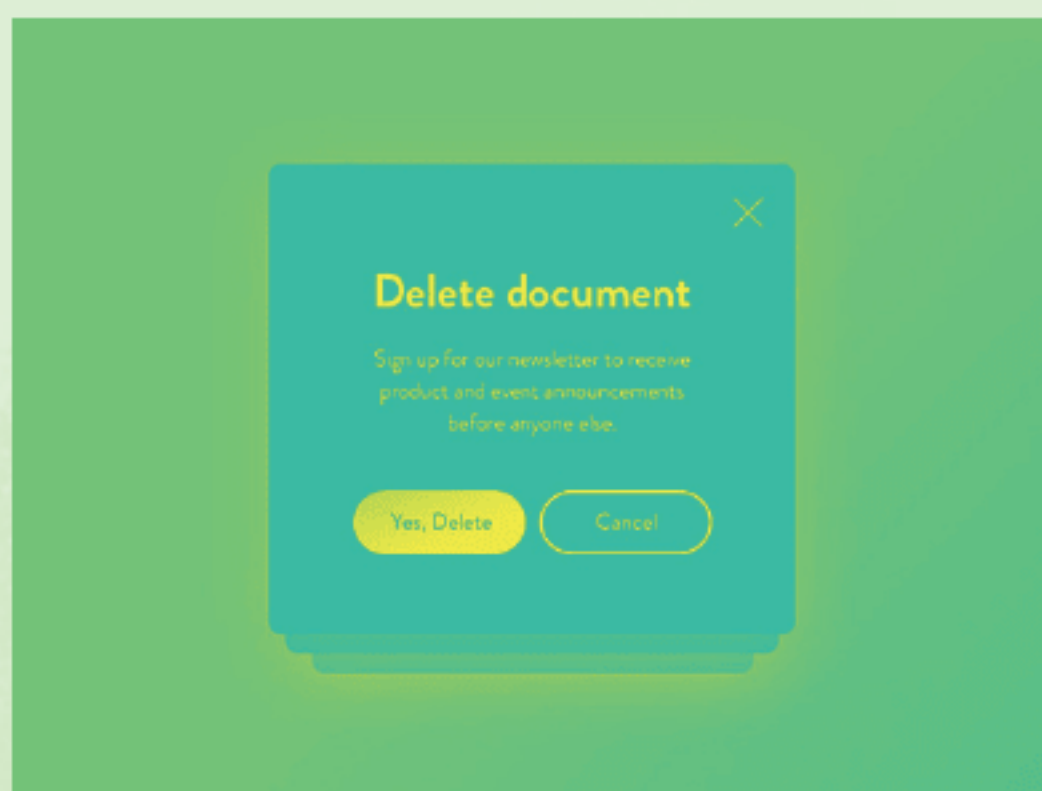 Delete document
Sign up for our newsletter to receive
product and event announcements
before anyone else.
Yes, Delete
Cancel